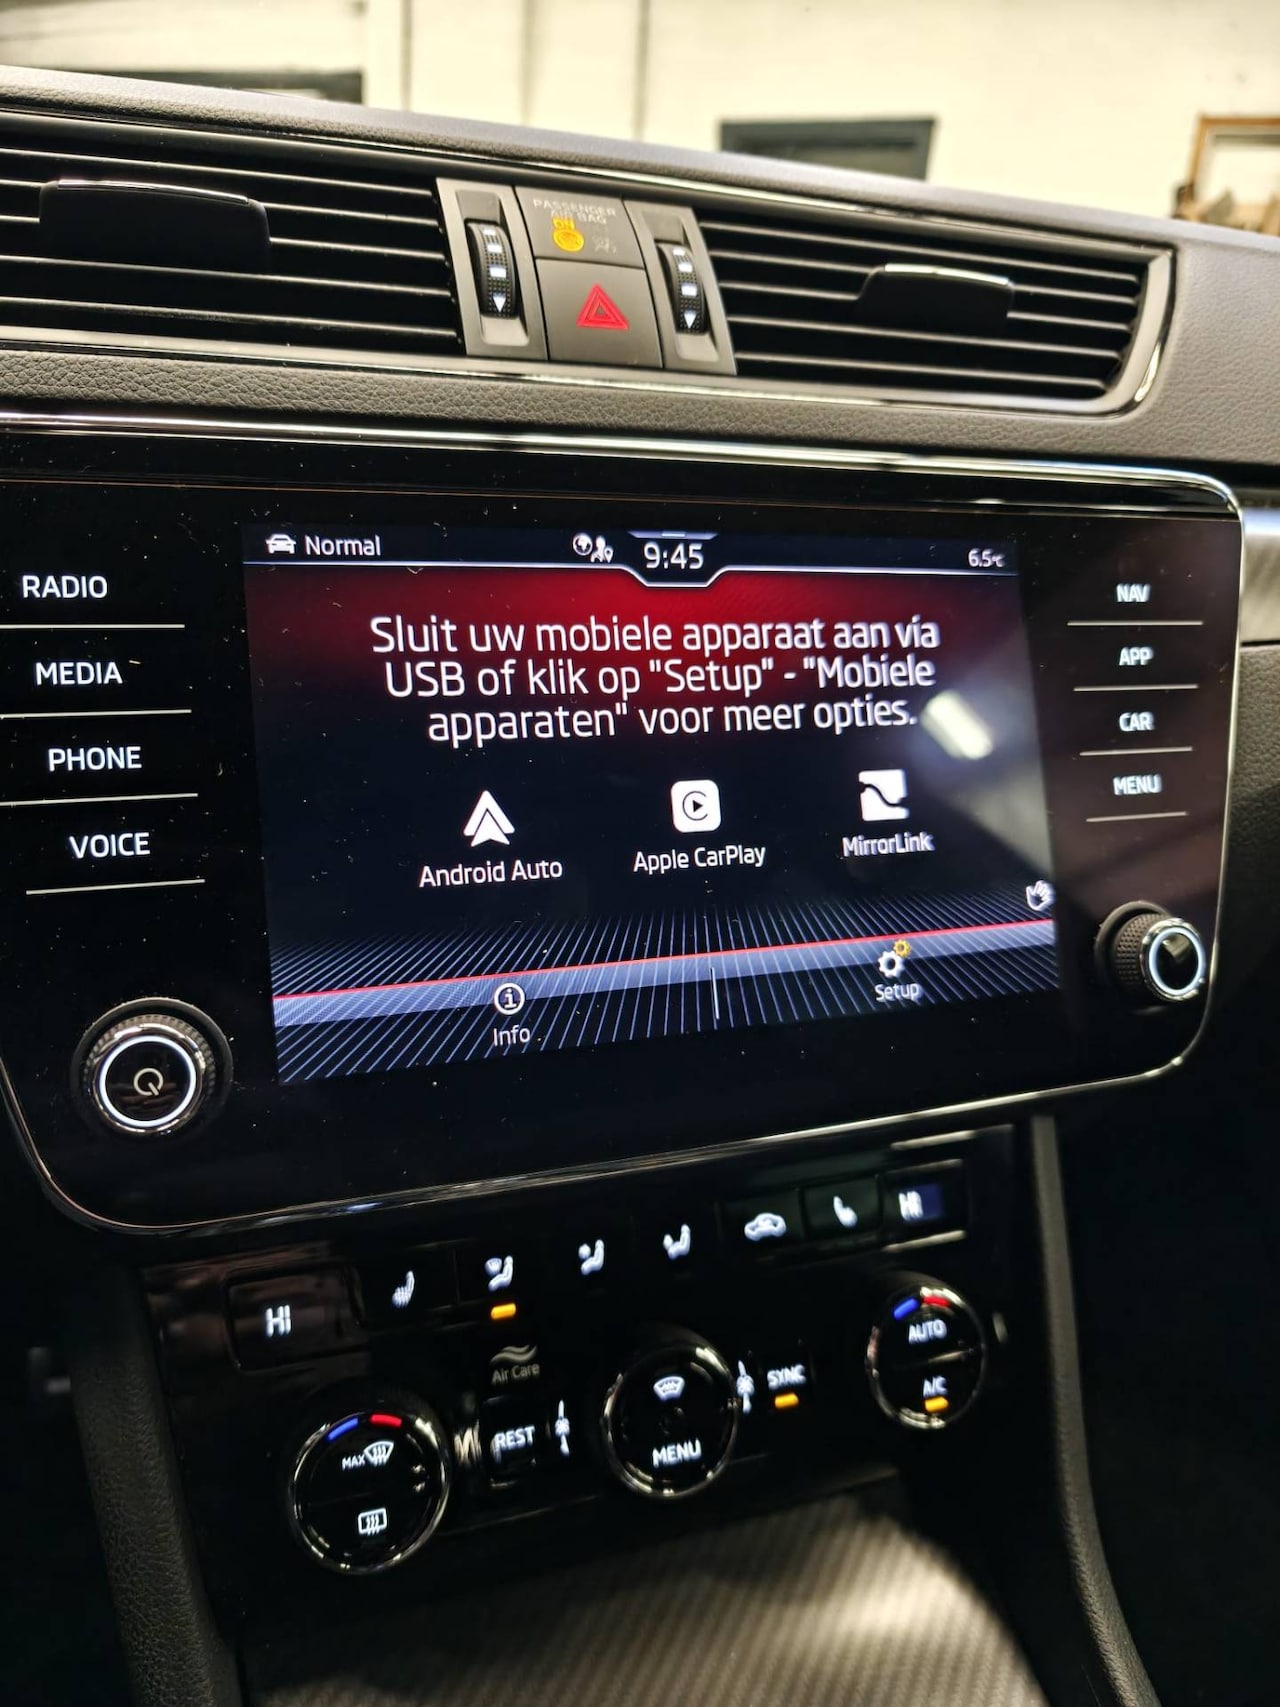 PASSENGER
AIR BAG
ON
Normal
9:45
6.5°C
RADIO
MEDIA
PHONE
VOICE
NAV
APP
CAR
MENU
Sluit uw mobiele apparaat aan via
USB of klik op "Setup" - "Mobiele
apparaten" voor meer opties.
Android Auto
Apple CarPlay
MirrorLink
Info
Setup
HI
HI
Air Care
REST
MAX
MENU
SYNC
AUTO
A/C